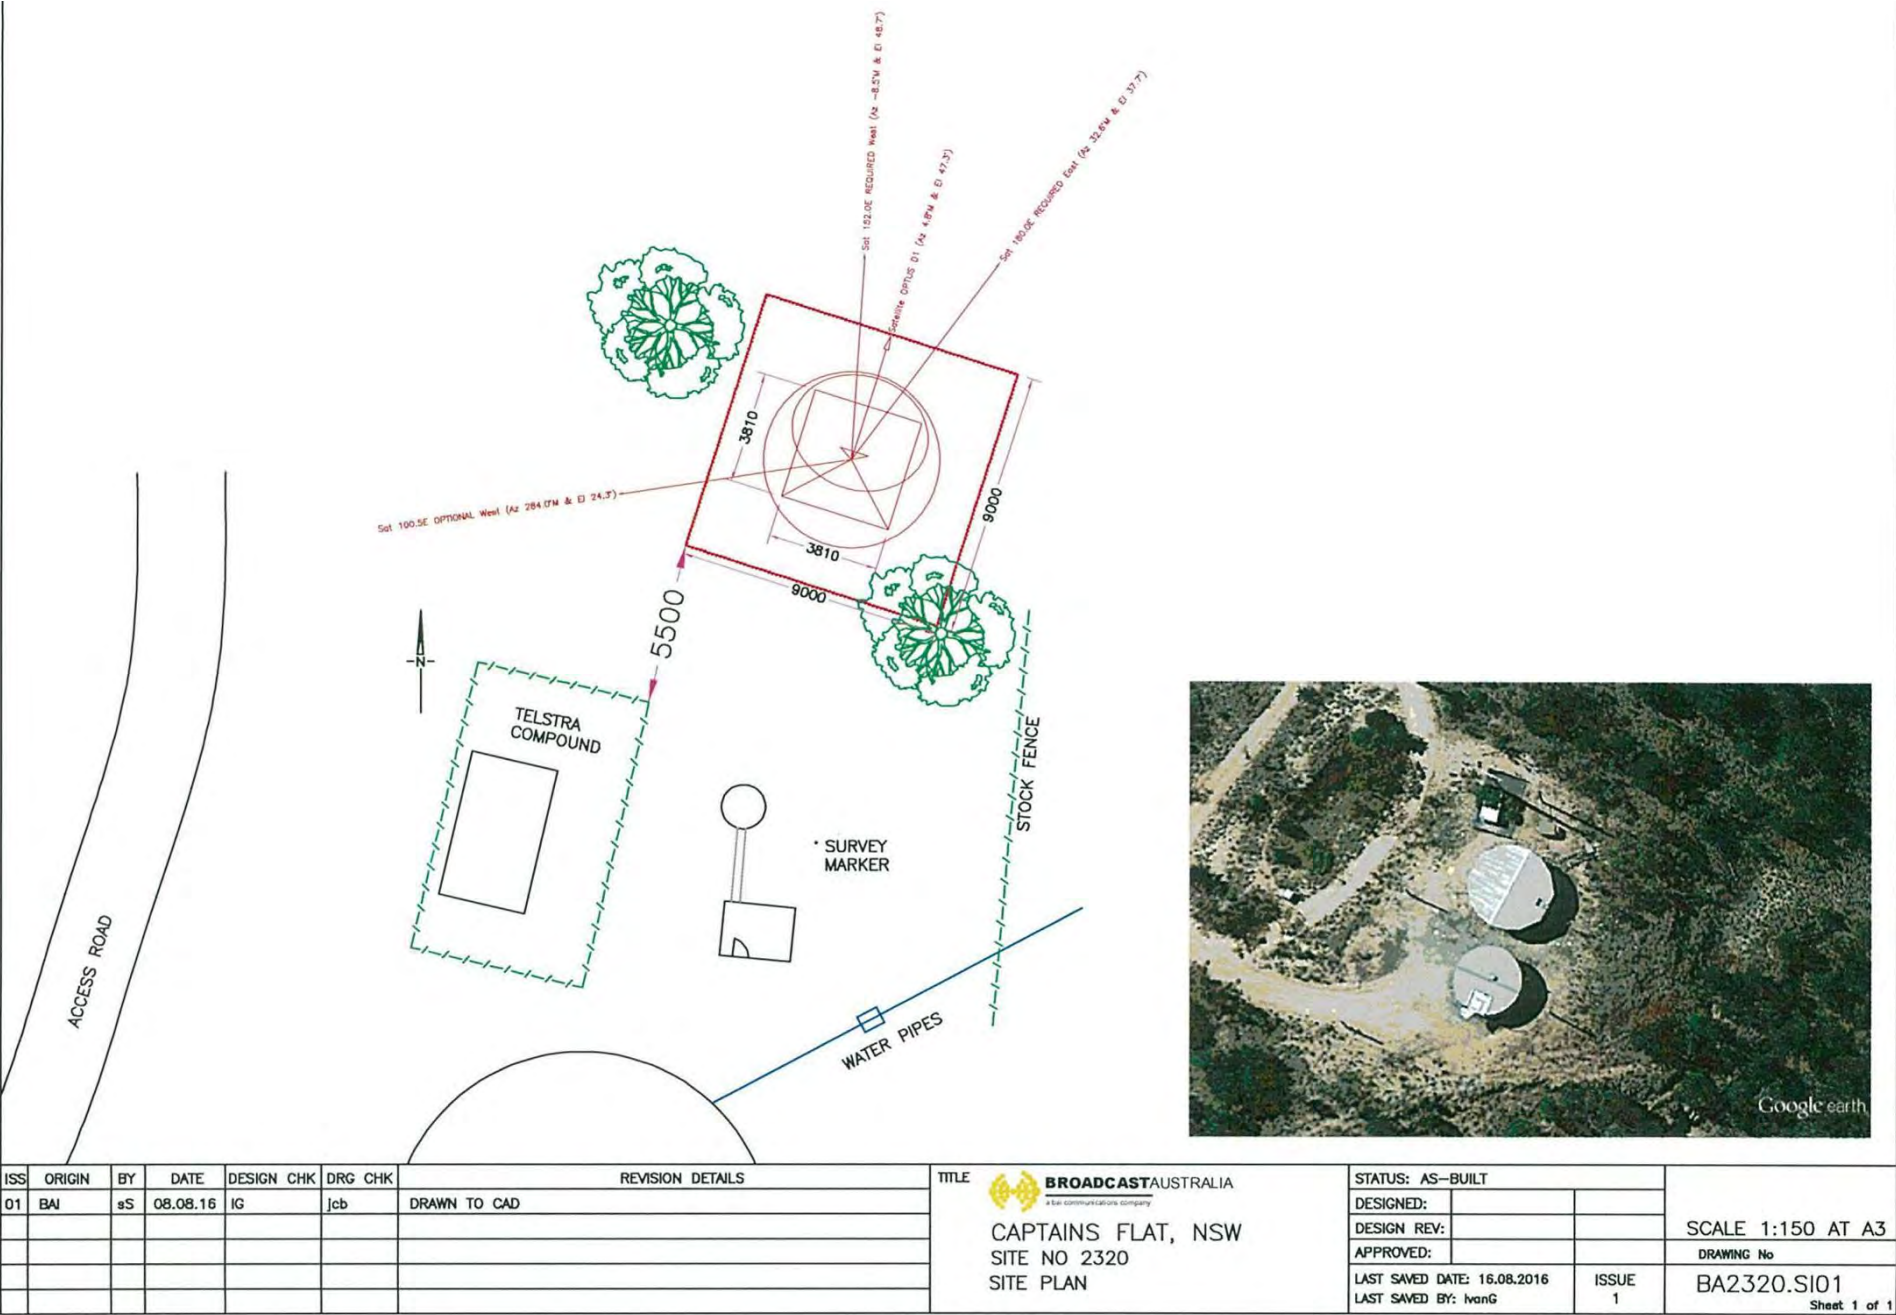 Sat 152.0E REQUIRED West (Az -8.5°M & El 48.7°)
Satellite OPTUS D1 (Az 4.8°M & El 47.3°)
Sat 180.0E REQUIRED East (Az 32.6°M & El 37.7°)
Sat 100.5E OPTIONAL West (Az 284.0°M & El 24.3°)
3810
3810
9000
9000
5500
-N-
TELSTRA
COMPOUND
SURVEY
MARKER
STOCK FENCE
ACCESS ROAD
WATER PIPES
Google earth
ISS ORIGIN BY DATE DESIGN CHK DRG CHK REVISION DETAILS
01 BAI sS 08.08.16 IG jcb DRAWN TO CAD
TITLE
BROADCASTAUSTRALIA
a bai communications company
CAPTAINS FLAT, NSW
SITE NO 2320
SITE PLAN
STATUS: AS-BUILT
DESIGNED:
DESIGN REV:
APPROVED:
LAST SAVED DATE: 16.08.2016
LAST SAVED BY: IvanG
ISSUE
1
SCALE 1:150 AT A3
DRAWING No
BA2320.SI01
Sheet 1 of 1